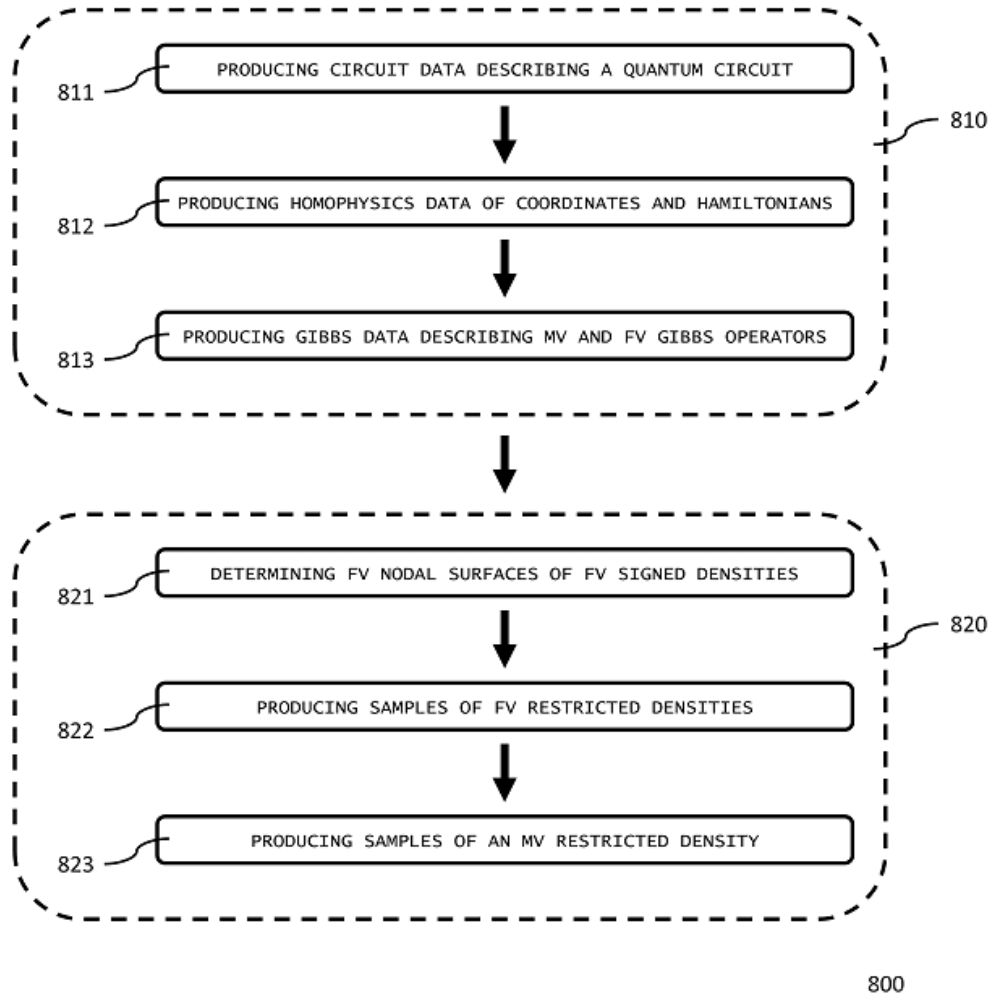 PRODUCING CIRCUIT DATA DESCRIBING A QUANTUM CIRCUIT
811
810
PRODUCING HOMOPHYSICS DATA OF COORDINATES AND HAMILTONIANS
812
PRODUCING GIBBS DATA DESCRIBING MV AND FV GIBBS OPERATORS
813
DETERMINING FV NODAL SURFACES OF FV SIGNED DENSITIES
821
820
PRODUCING SAMPLES OF FV RESTRICTED DENSITIES
822
PRODUCING SAMPLES OF AN MV RESTRICTED DENSITY
823
800